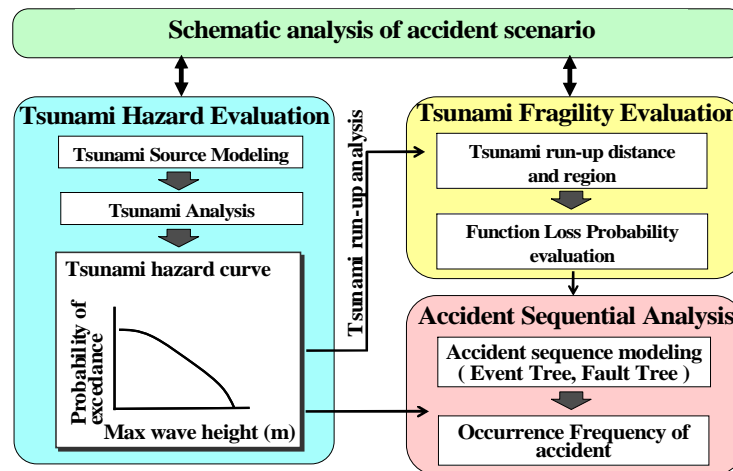 Schematic analysis of accident scenario
Tsunami Hazard Evaluation
Tsunami Source Modeling
Tsunami Analysis
Tsunami hazard curve
Probability of
excedance
Max wave height (m)
Tsunami run-up analysis
Tsunami Fragility Evaluation
Tsunami run-up distance
and region
Function Loss Probability
evaluation
Accident Sequential Analysis
Accident sequence modeling
( Event Tree, Fault Tree )
Occurrence Frequency of
accident